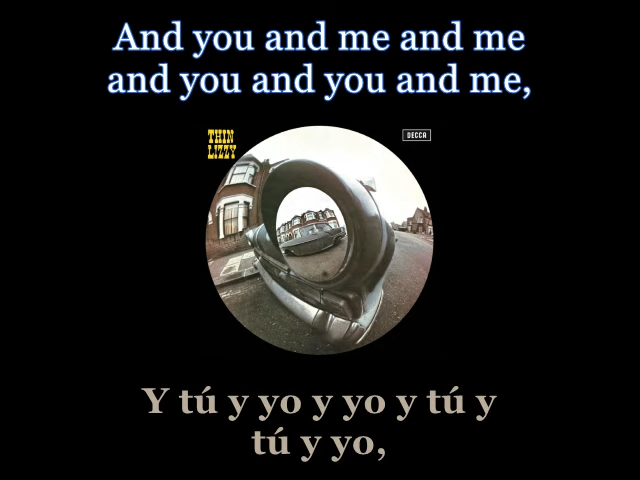 And you and me and me
and you and you and me,
THIN
LIZZY
DECCA
Y tú y yo y yo y tú y
tú y yo,